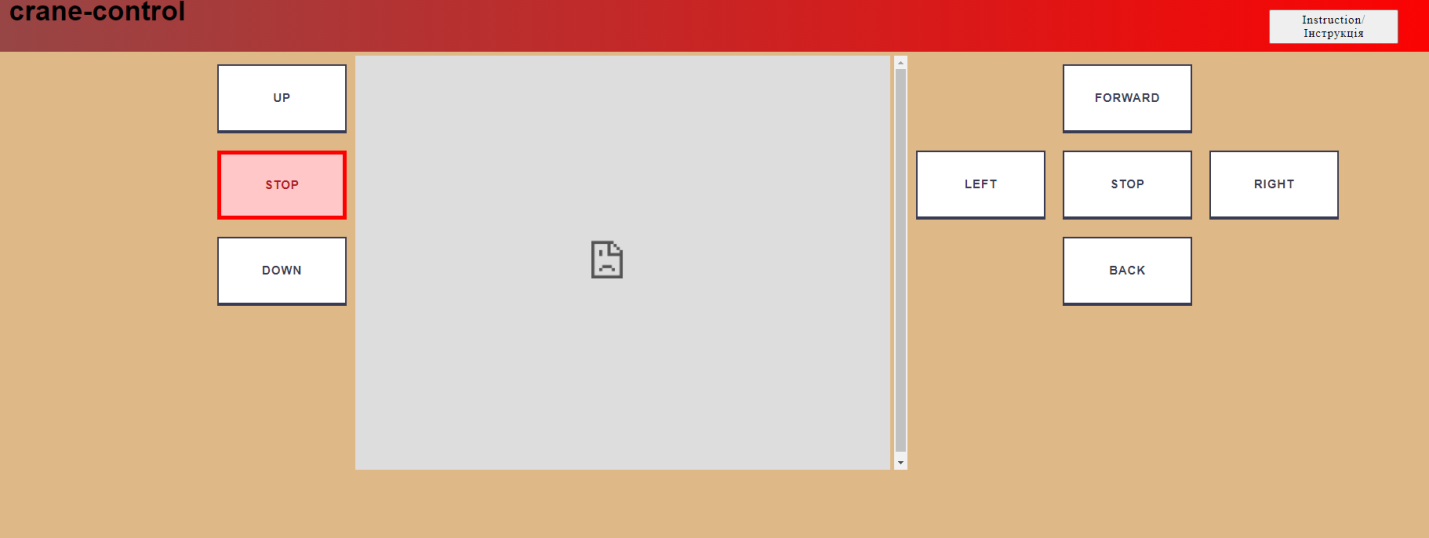 crane-control
Instruction/
Інструкція
UP
FORWARD
STOP
LEFT
STOP
RIGHT
DOWN
BACK